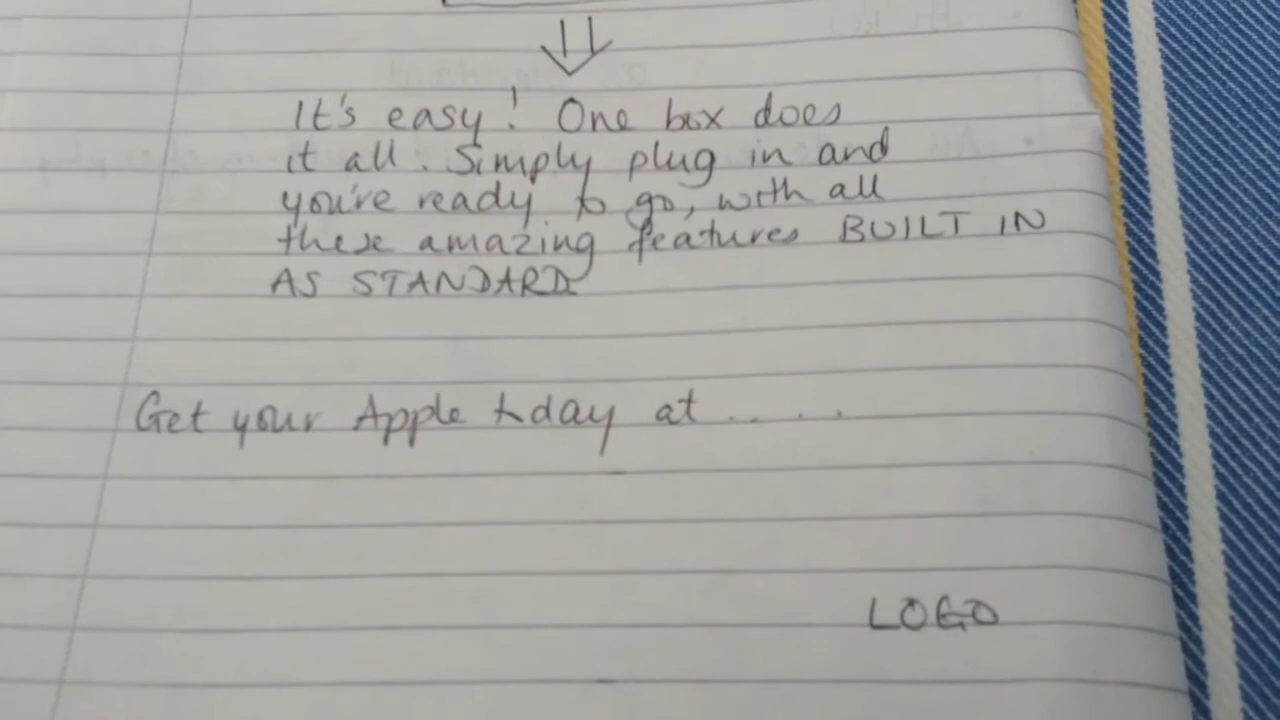 It's easy! One box does
it all. Simply plug in and
you're ready to go, with all
these amazing features BUILT IN
AS STANDARD
Get your Apple today at .....
LOGO